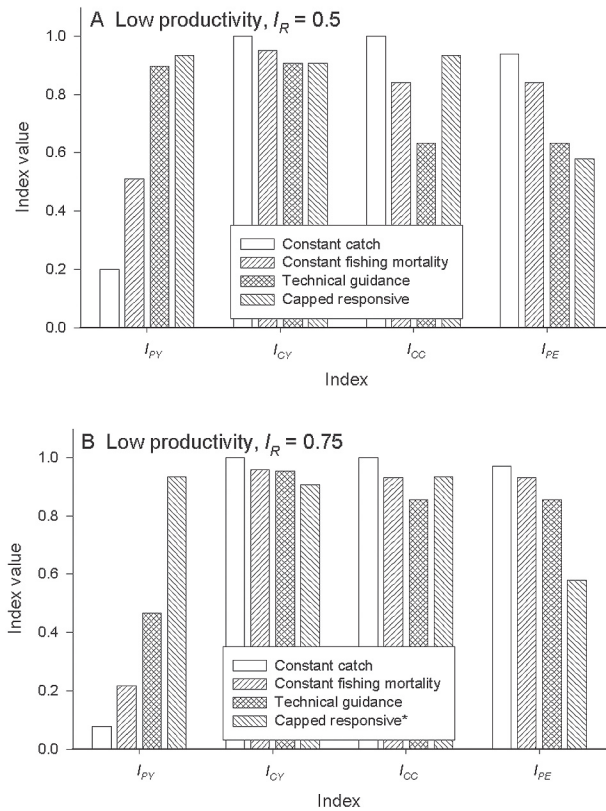 A Low productivity, I_R = 0.5
1.0
0.8
0.6
0.4
0.2
0.0
Index value
Constant catch
Constant fishing mortality
Technical guidance
Capped responsive
I_PY
I_CY
I_CC
I_PE
Index
B Low productivity, I_R = 0.75
1.0
0.8
0.6
0.4
0.2
0.0
Index value
Constant catch
Constant fishing mortality
Technical guidance
Capped responsive*
I_PY
I_CY
I_CC
I_PE
Index